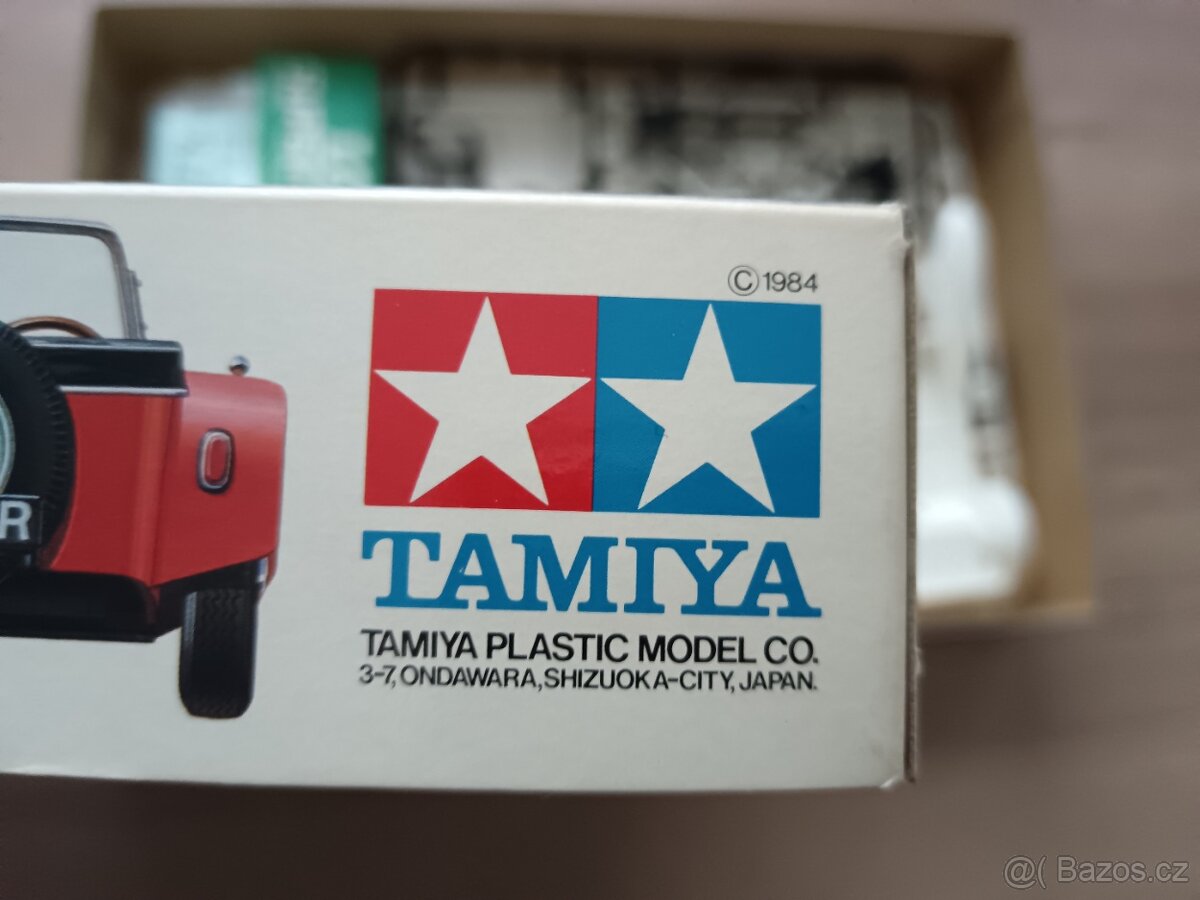 ©1984
TAMIYA
TAMIYA PLASTIC MODEL CO.
3-7, ONDAWARA, SHIZUOKA-CITY, JAPAN.
R
@( Bazos.cz